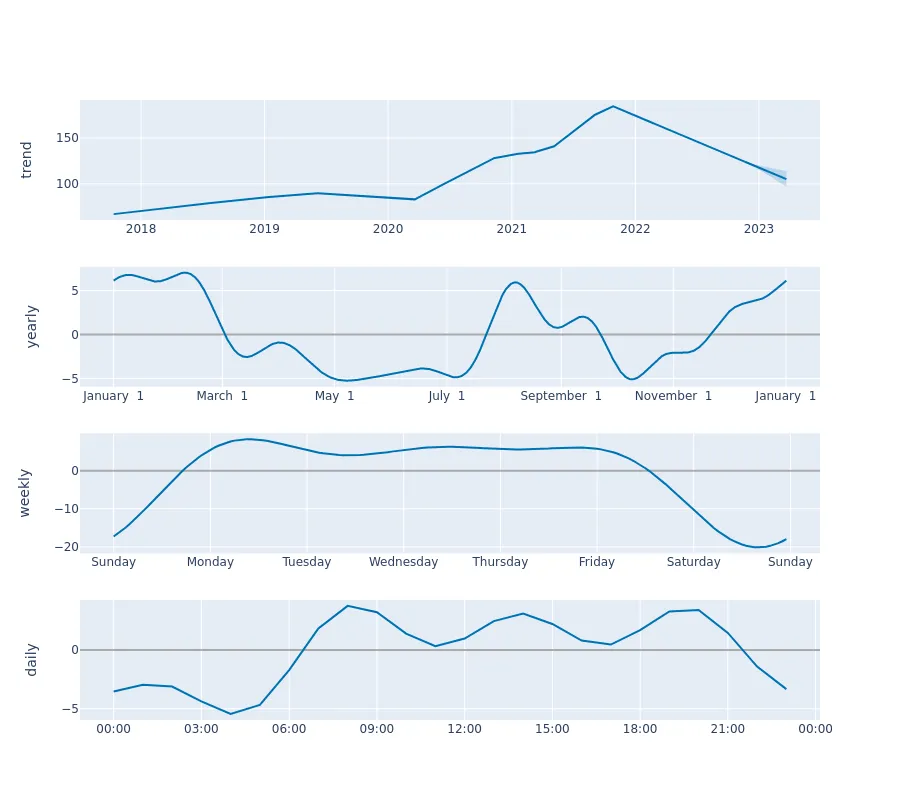 trend
150
100
2018 2019 2020 2021 2022 2023
yearly
5
0
−5
January 1 March 1 May 1 July 1 September 1 November 1 January 1
weekly
0
−10
−20
Sunday Monday Tuesday Wednesday Thursday Friday Saturday Sunday
daily
0
−5
00:00 03:00 06:00 09:00 12:00 15:00 18:00 21:00 00:00